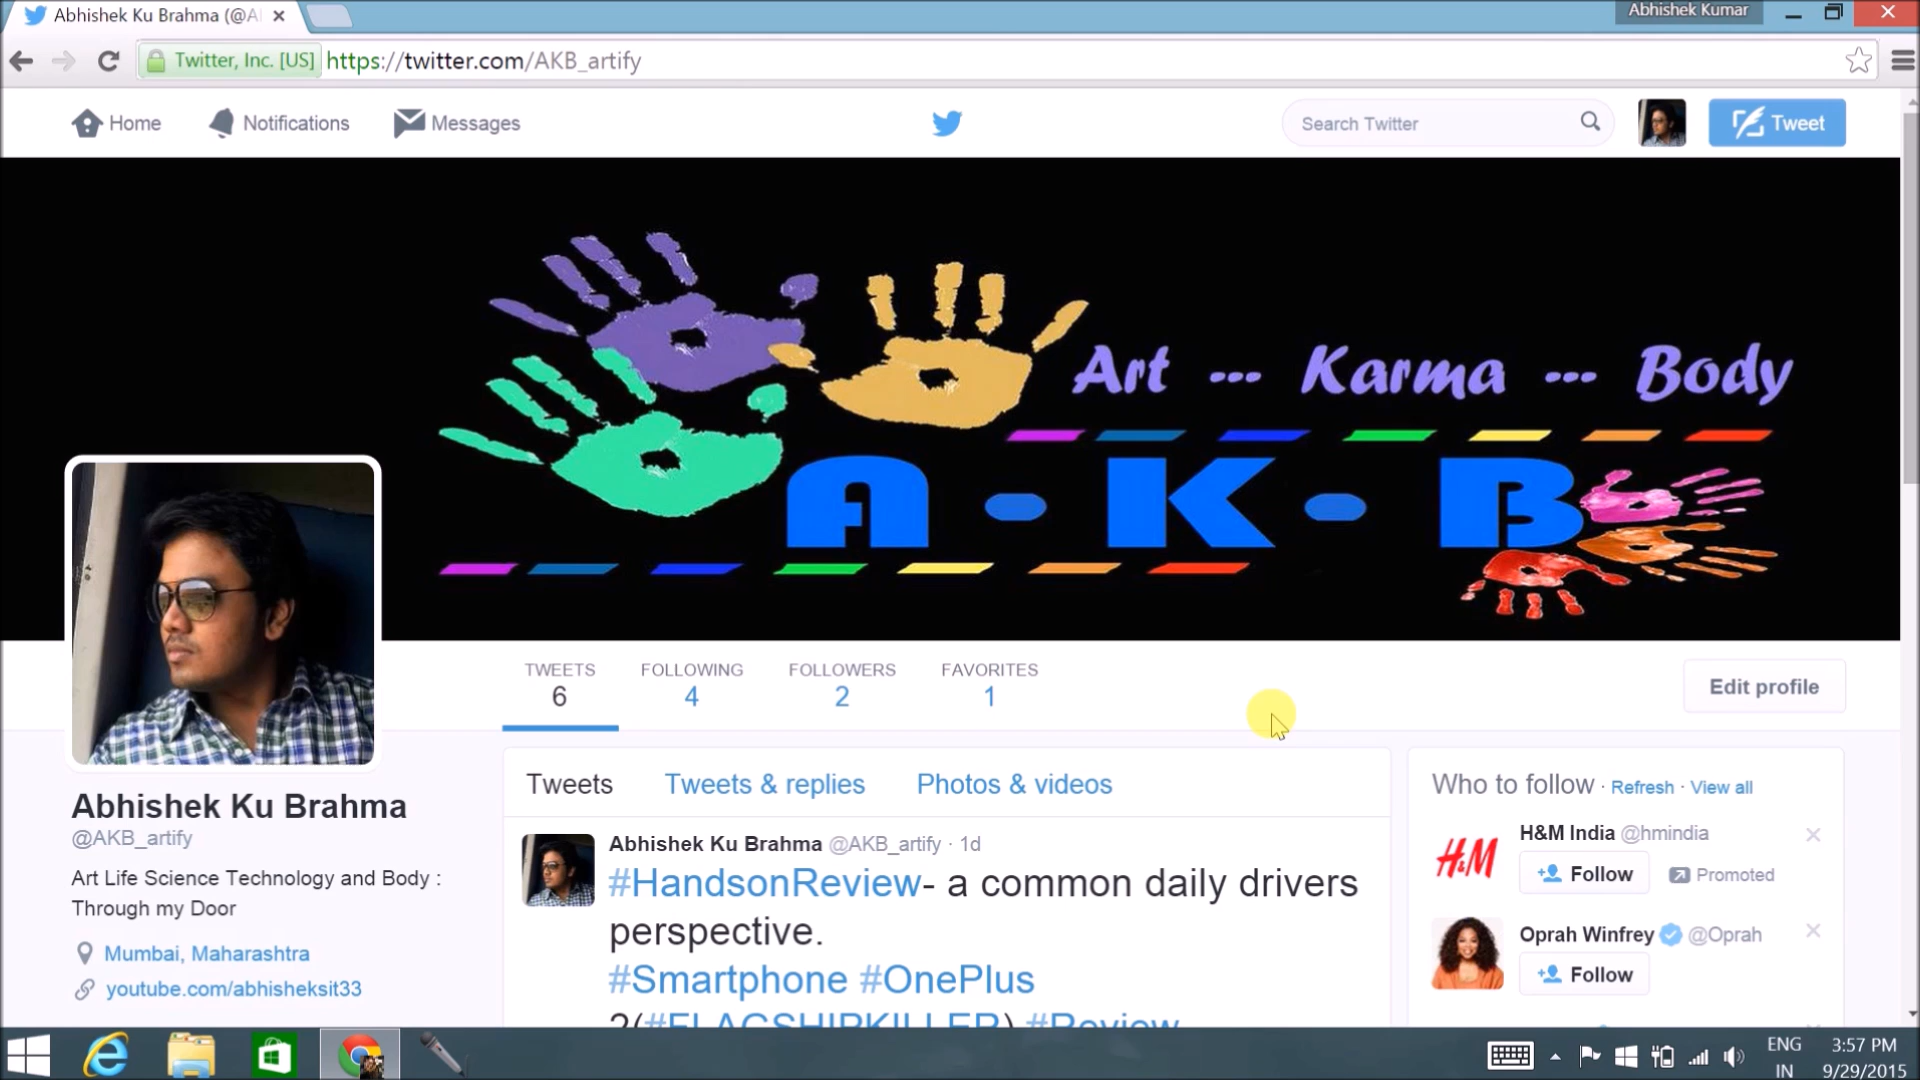 Abhishek Ku Brahma (@A
Abhishek Kumar
Twitter, Inc. [US] https://twitter.com/AKB_artify
Home Notifications Messages
Search Twitter
Tweet
Art --- Karma --- Body
A • K • B
TWEETS FOLLOWING FOLLOWERS FAVORITES
6 4 2 1
Edit profile
Abhishek Ku Brahma
@AKB_artify
Art Life Science Technology and Body :
Through my Door
Mumbai, Maharashtra
youtube.com/abhisheksit33
Tweets Tweets & replies Photos & videos
Abhishek Ku Brahma @AKB_artify · 1d
#HandsonReview- a common daily drivers
perspective.
#Smartphone #OnePlus
2(#FLAGSHIPKILLER) #Review
Who to follow · Refresh · View all
H&M
H&M India @hmindia
Follow Promoted
Oprah Winfrey @Oprah
Follow
ENG
IN
3:57 PM
9/29/2015